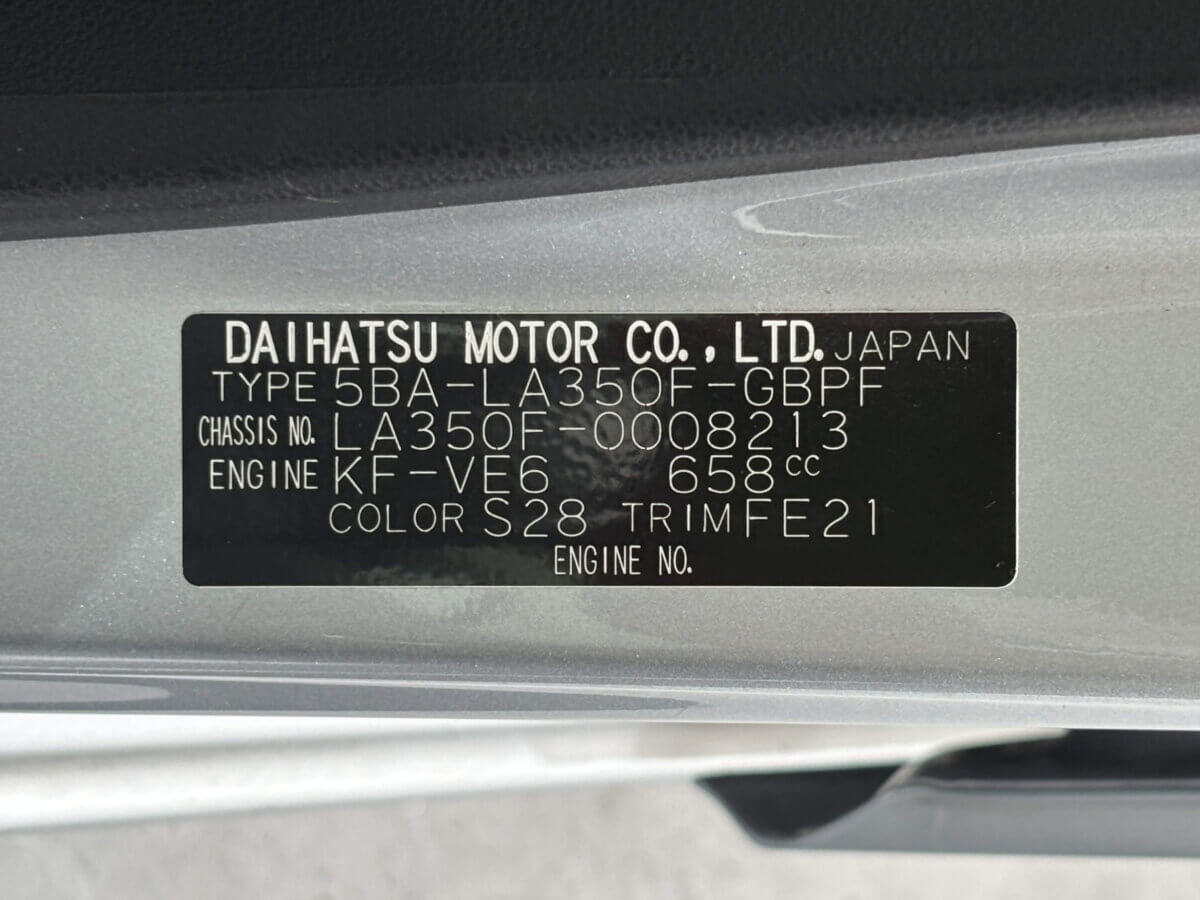 DAIHATSU MOTOR CO., LTD. JAPAN
TYPE 5BA-LA350F-GBPF
CHASSIS NO. LA350F-0008213
ENGINE KF-VE6 658cc
COLOR S28 TRIM FE21
ENGINE NO.